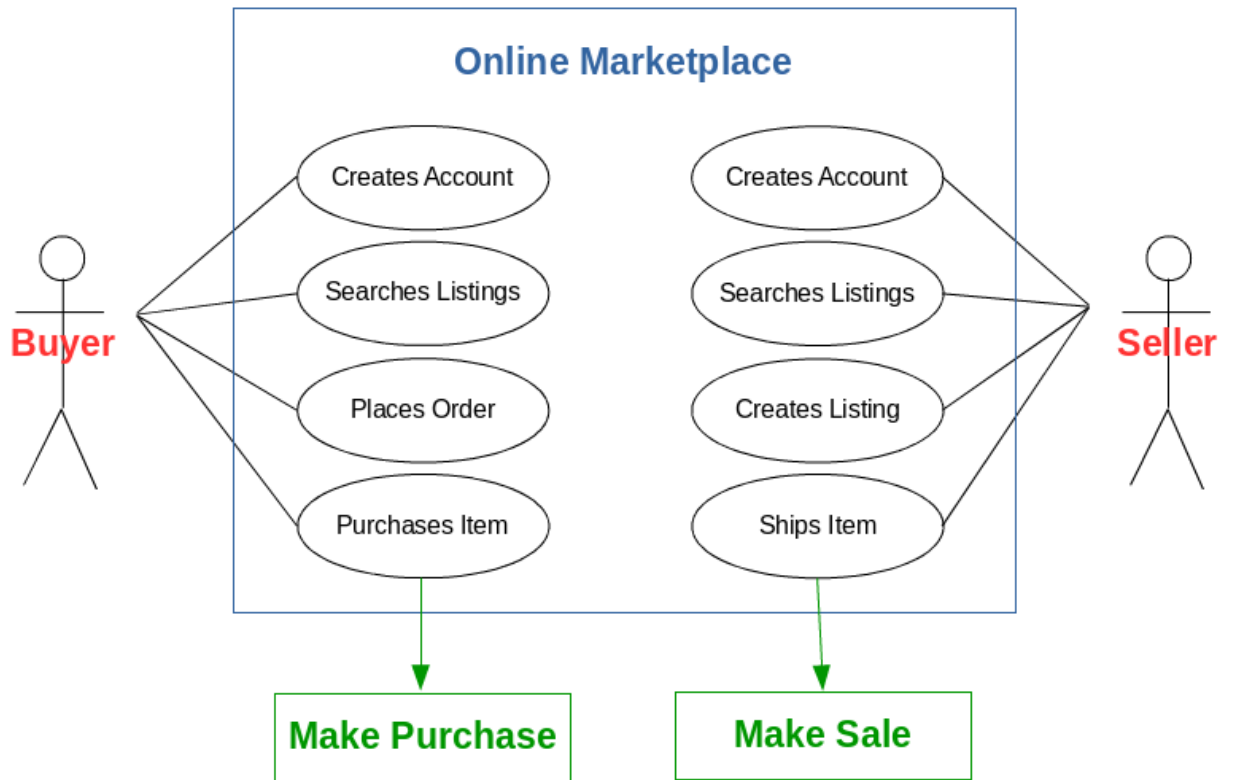 Online Marketplace
Creates Account
Creates Account
Searches Listings
Searches Listings
Buyer
Seller
Places Order
Creates Listing
Purchases Item
Ships Item
Make Purchase
Make Sale